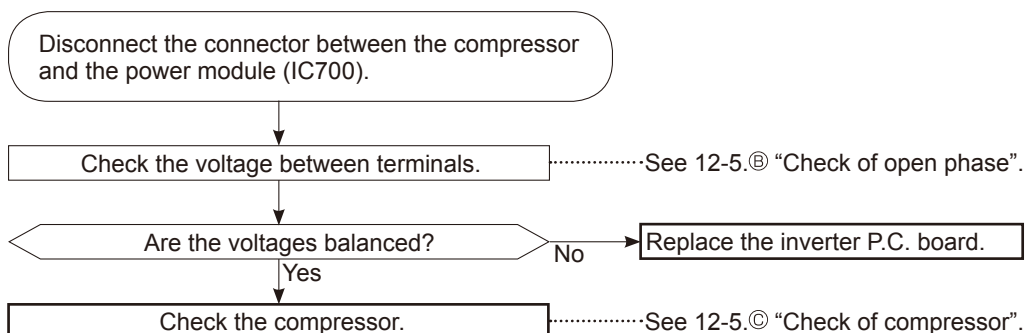 Disconnect the connector between the compressor
and the power module (IC700).
Check the voltage between terminals.
See 12-5.Ⓑ “Check of open phase”.
Are the voltages balanced?
No
Replace the inverter P.C. board.
Yes
Check the compressor.
See 12-5.Ⓒ “Check of compressor”.